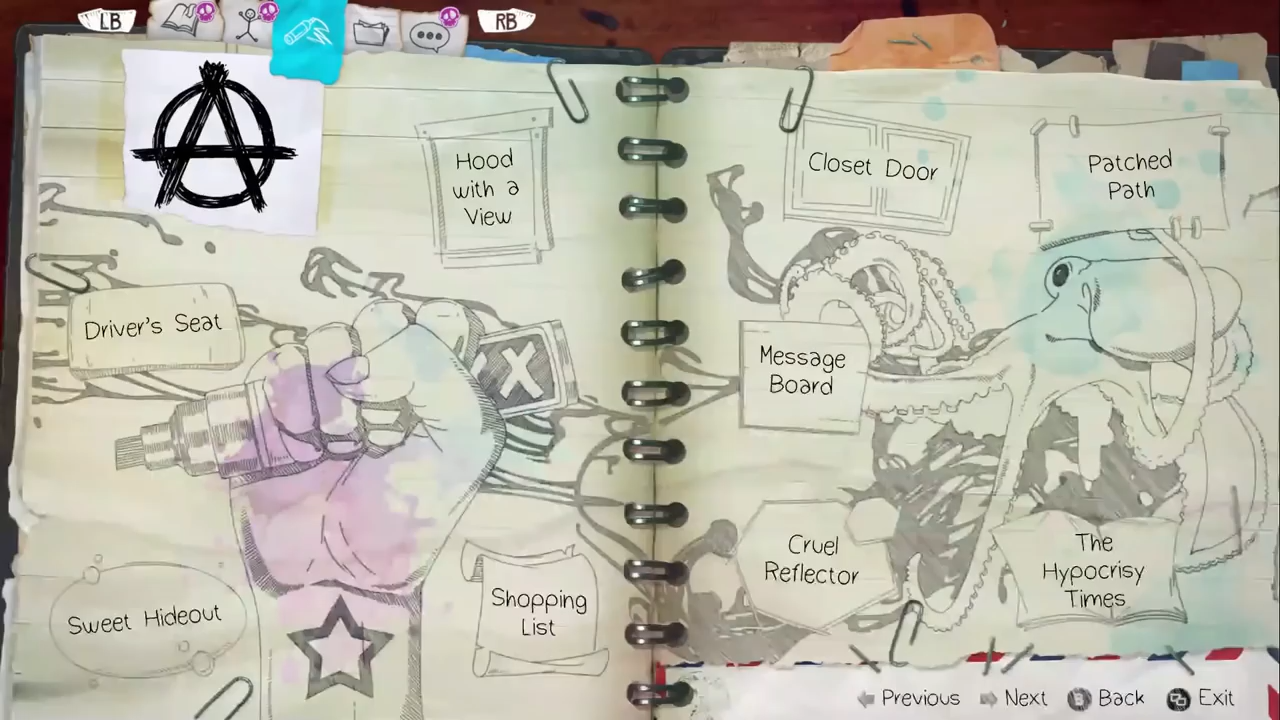 LB
RB
Hood
with a
View
Driver's Seat
Sweet Hideout
Shopping
List
Closet Door
Patched
Path
Message
Board
Cruel
Reflector
The
Hypocrisy
Times
Previous
Next
B
Back
Exit